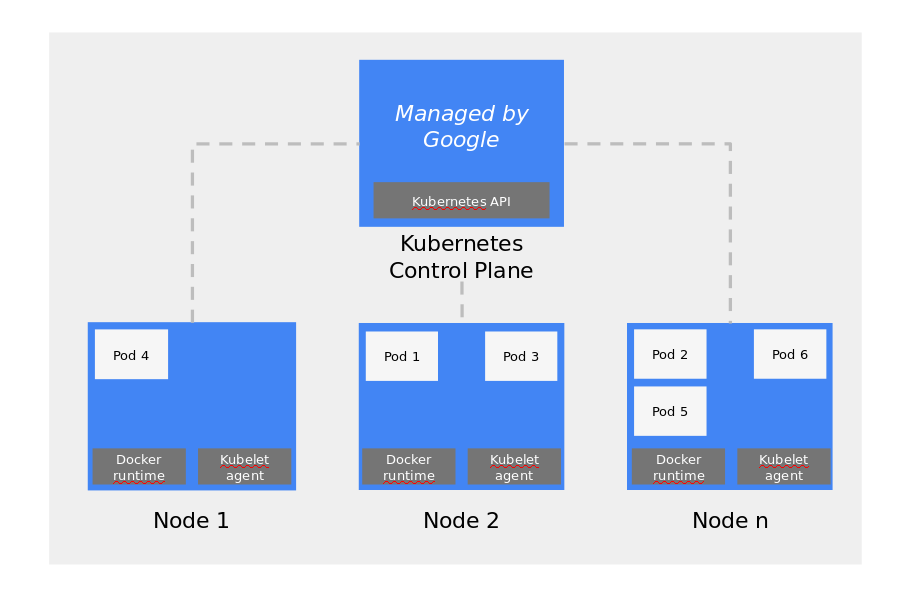 Managed by
Google
Kubernetes API
Kubernetes
Control Plane
Pod 4
Docker
runtime
Kubelet
agent
Node 1
Pod 1
Pod 3
Docker
runtime
Kubelet
agent
Node 2
Pod 2
Pod 6
Pod 5
Docker
runtime
Kubelet
agent
Node n